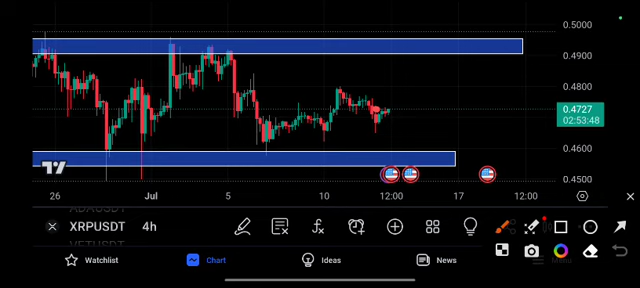 0.5000
0.4900
0.4800
0.4727
02:53:48
0.4600
0.4500
26 Jul 5 10 12:00 17 12:00
XRPUSDT 4h
VETUSDT
Watchlist Chart Ideas News